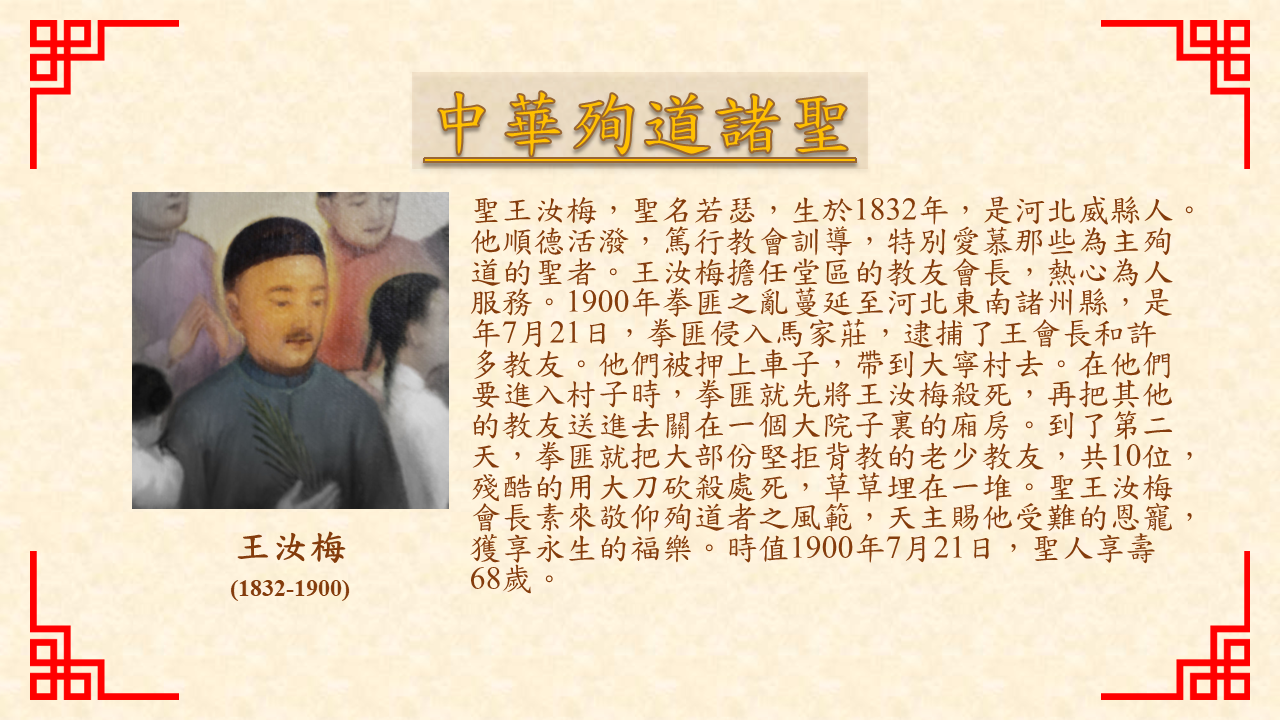 中華殉道諸聖
聖王汝梅，聖名若瑟，生於1832年，是河北威縣人。
他順德活潑，篤行教會訓導，特別愛慕那些為主殉
道的聖者。王汝梅擔任堂區的教友會長，熱心為人
服務。1900年拳匪之亂蔓延至河北東南諸州縣，是
年7月21日，拳匪侵入馬家莊，逮捕了王會長和許
多教友。他們被押上車子，帶到大寧村去。在他們
要進入村子時，拳匪就先將王汝梅殺死，再把其他
的教友送進去關在一個大院子裏的廂房。到了第二
天，拳匪就把大部份堅拒背教的老少教友，共10位，
殘酷的用大刀砍殺處死，草草埋在一堆。聖王汝梅
會長素來敬仰殉道者之風範，天主賜他受難的恩寵，
獲享永生的福樂。時值1900年7月21日，聖人享壽
68歲。
王汝梅
(1832-1900)